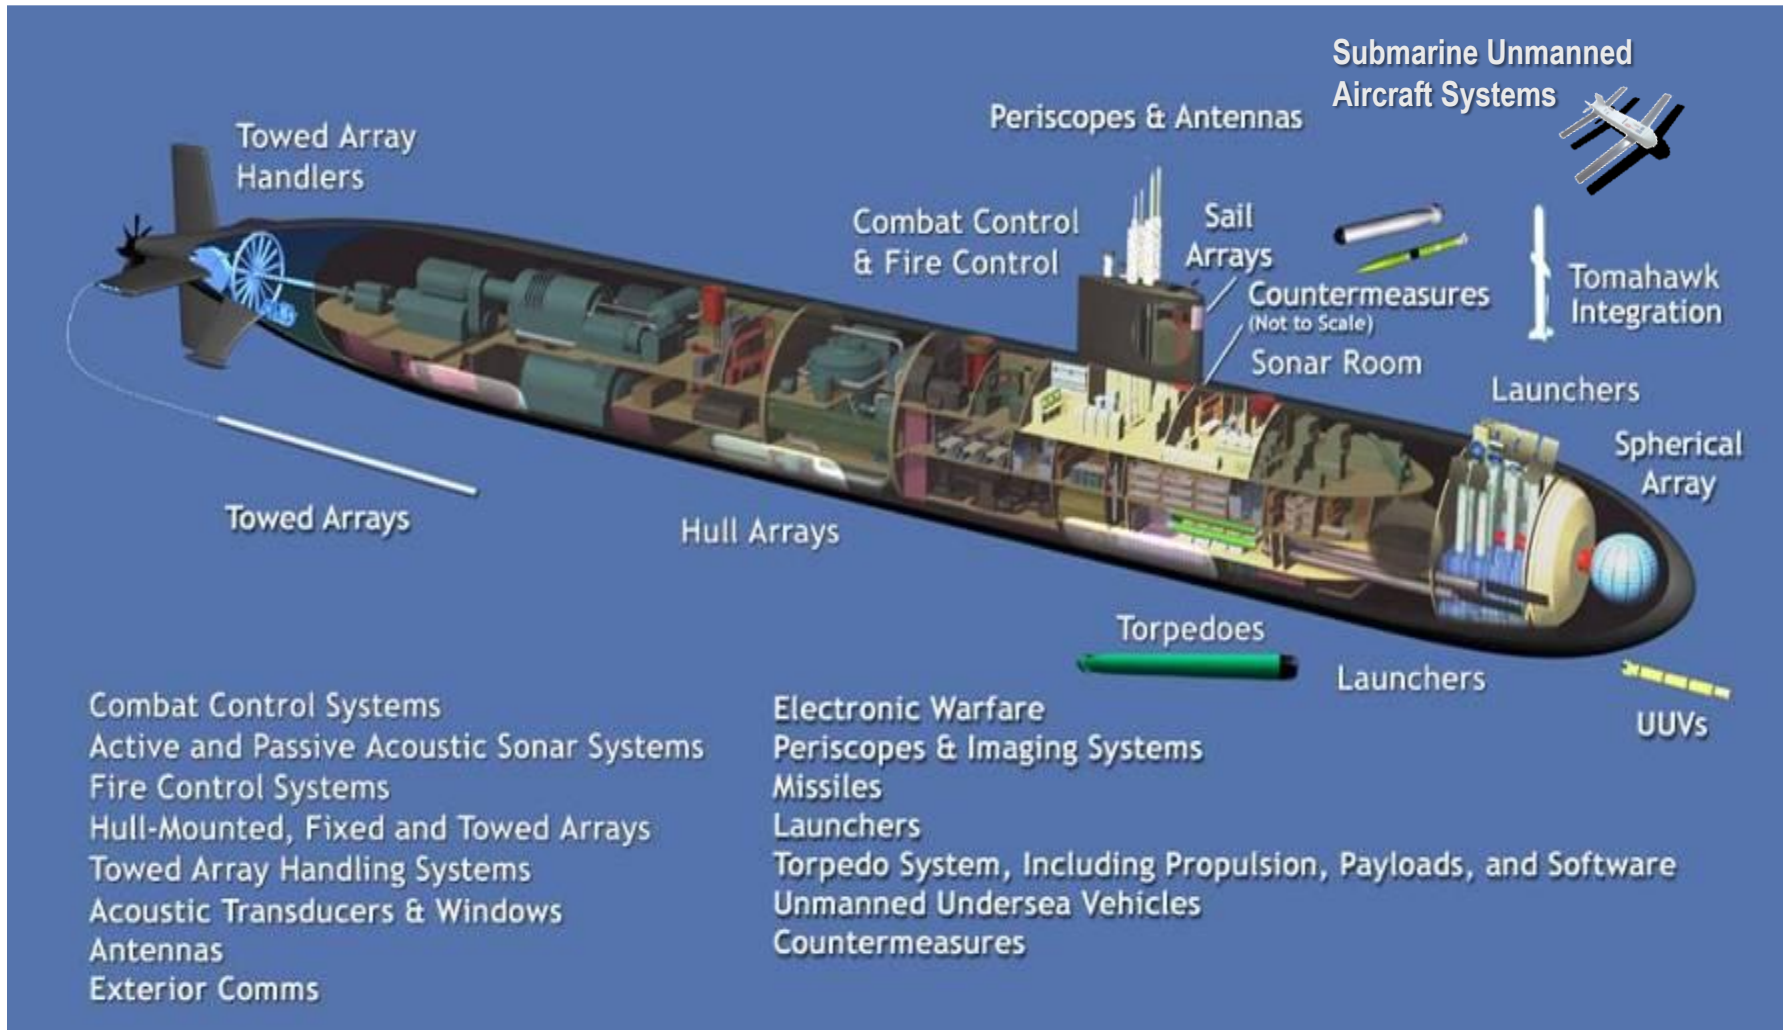 Submarine Unmanned
Aircraft Systems
Periscopes & Antennas
Towed Array
Handlers
Combat Control
& Fire Control
Sail
Arrays
Countermeasures
(Not to Scale)
Sonar Room
Tomahawk
Integration
Launchers
Spherical
Array
Towed Arrays
Hull Arrays
Torpedoes
Launchers
UUVs
Combat Control Systems
Active and Passive Acoustic Sonar Systems
Fire Control Systems
Hull-Mounted, Fixed and Towed Arrays
Towed Array Handling Systems
Acoustic Transducers & Windows
Antennas
Exterior Comms
Electronic Warfare
Periscopes & Imaging Systems
Missiles
Launchers
Torpedo System, Including Propulsion, Payloads, and Software
Unmanned Undersea Vehicles
Countermeasures